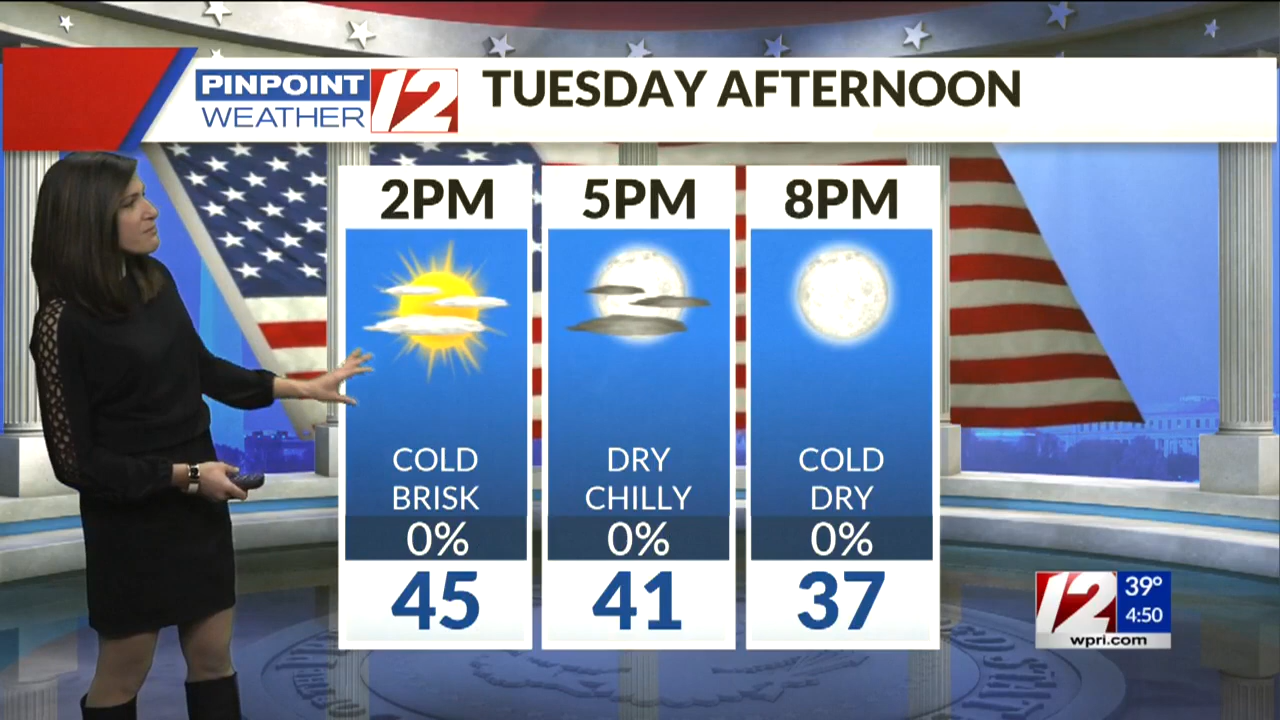 PINPOINT
WEATHER
12
TUESDAY AFTERNOON
2PM
5PM
8PM
COLD
BRISK
0%
45
DRY
CHILLY
0%
41
COLD
DRY
0%
37
12
39°
4:50
wpri.com